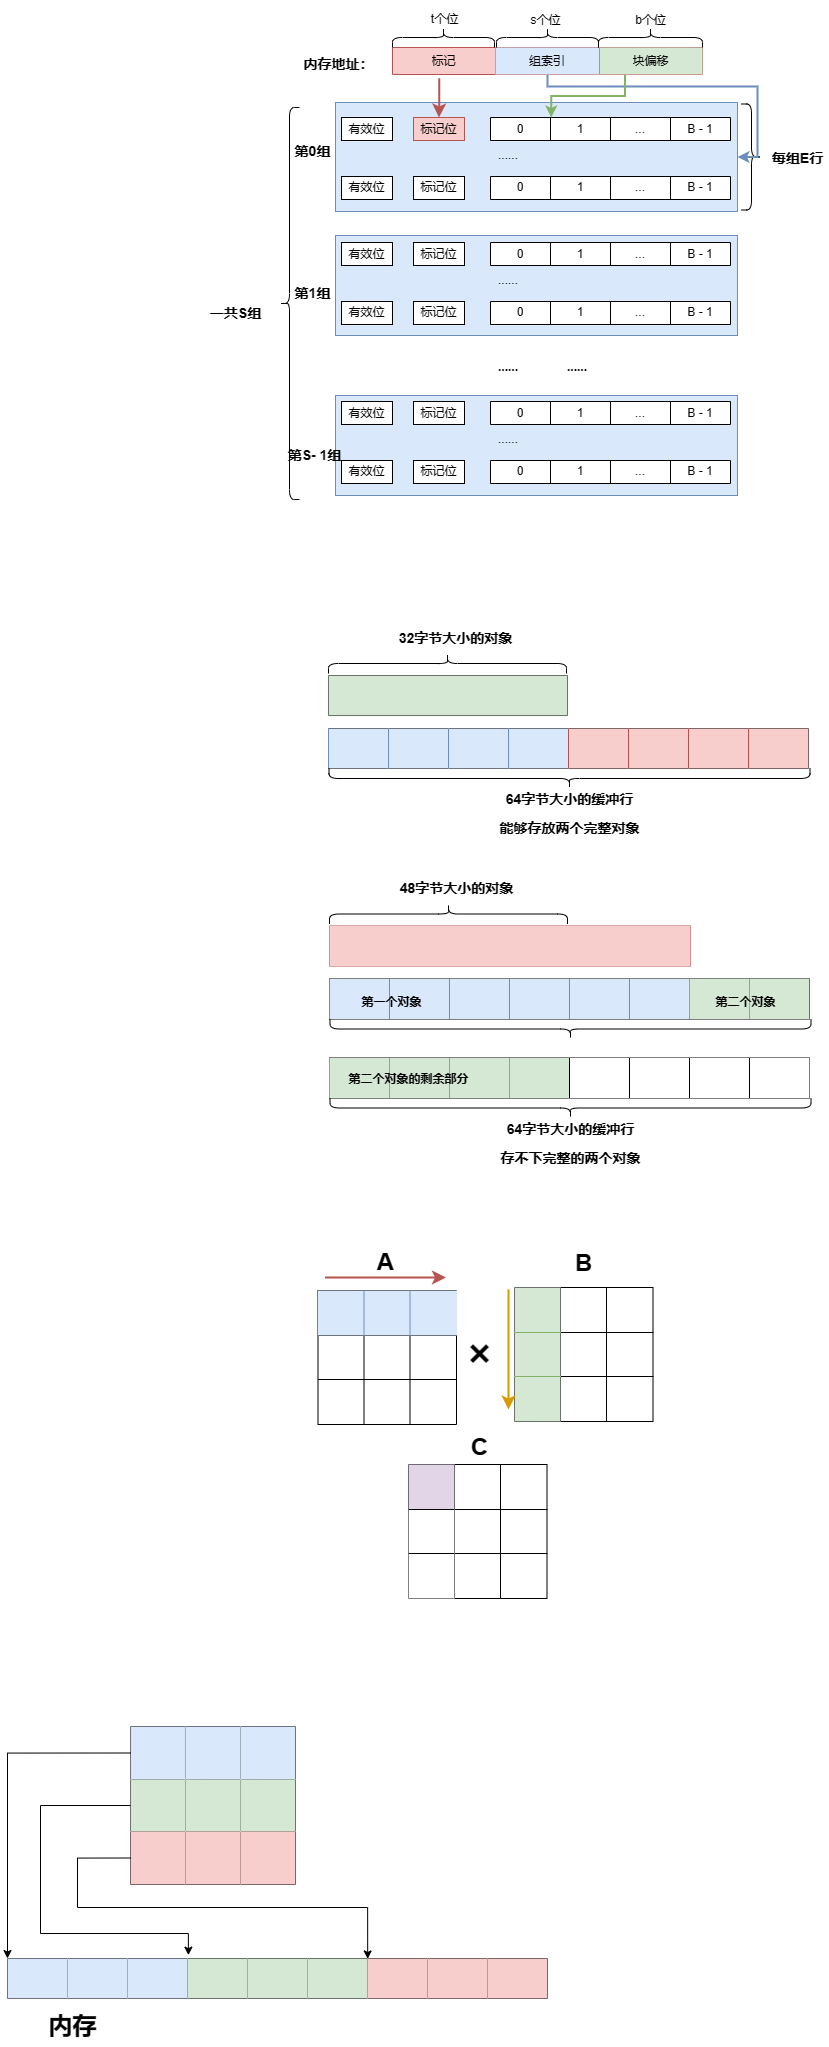 t个位 s个位 b个位
内存地址: 标记 组索引 块偏移
有效位 标记位 0 1 ... B - 1
第0组 ...... 每组E行
有效位 标记位 0 1 ... B - 1
有效位 标记位 0 1 ... B - 1
......
第1组
一共S组 有效位 标记位 0 1 ... B - 1
...... ......
有效位 标记位 0 1 ... B - 1
......
第S- 1组
有效位 标记位 0 1 ... B - 1
32字节大小的对象
64字节大小的缓冲行
能够存放两个完整对象
48字节大小的对象
第一个对象 第二个对象
第二个对象的剩余部分
64字节大小的缓冲行
存不下完整的两个对象
A B
×
C
内存